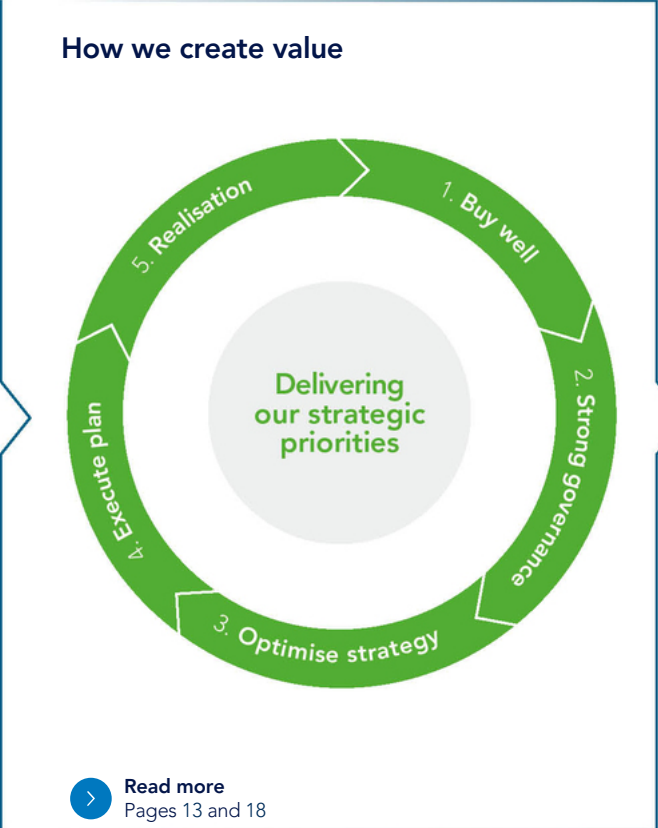 How we create value
1. Buy well
2. Strong governance
3. Optimise strategy
4. Execute plan
5. Realisation
Delivering
our strategic
priorities
Read more
Pages 13 and 18